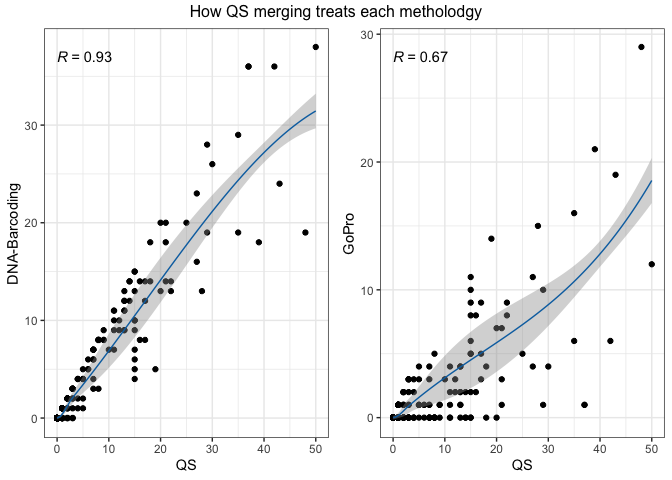 How QS merging treats each metholodgy
R = 0.93
30
20
10
0
DNA-Barcoding
0 10 20 30 40 50
QS
R = 0.67
30
20
10
0
GoPro
0 10 20 30 40 50
QS